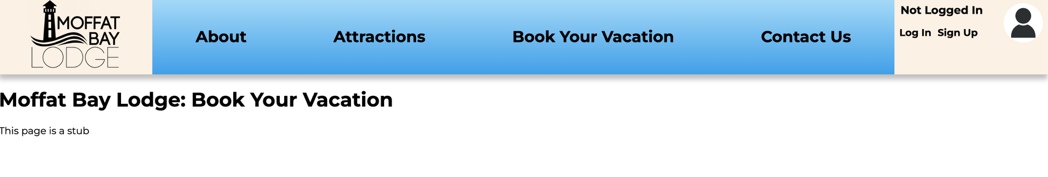 MOFFAT
BAY
LODGE
About
Attractions
Book Your Vacation
Contact Us
Not Logged In
Log In Sign Up
Moffat Bay Lodge: Book Your Vacation
This page is a stub